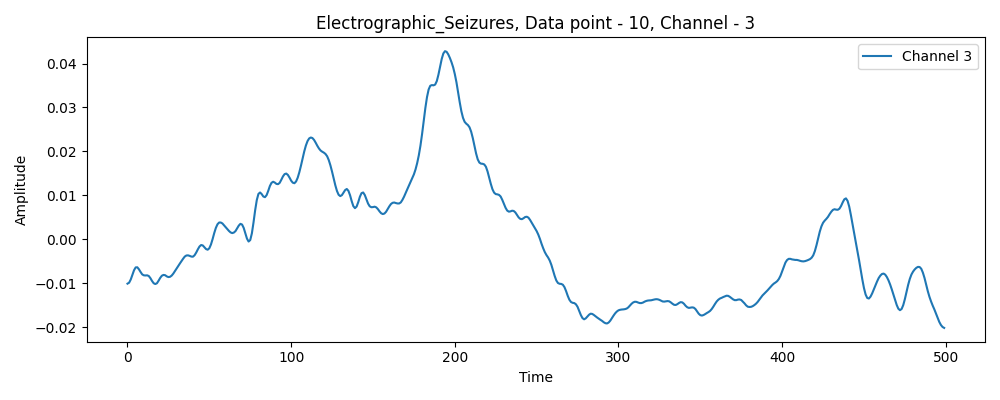 Electrographic_Seizures, Data point - 10, Channel - 3
Channel 3
0.04
0.03
0.02
0.01
0.00
−0.01
−0.02
Amplitude
0 100 200 300 400 500
Time